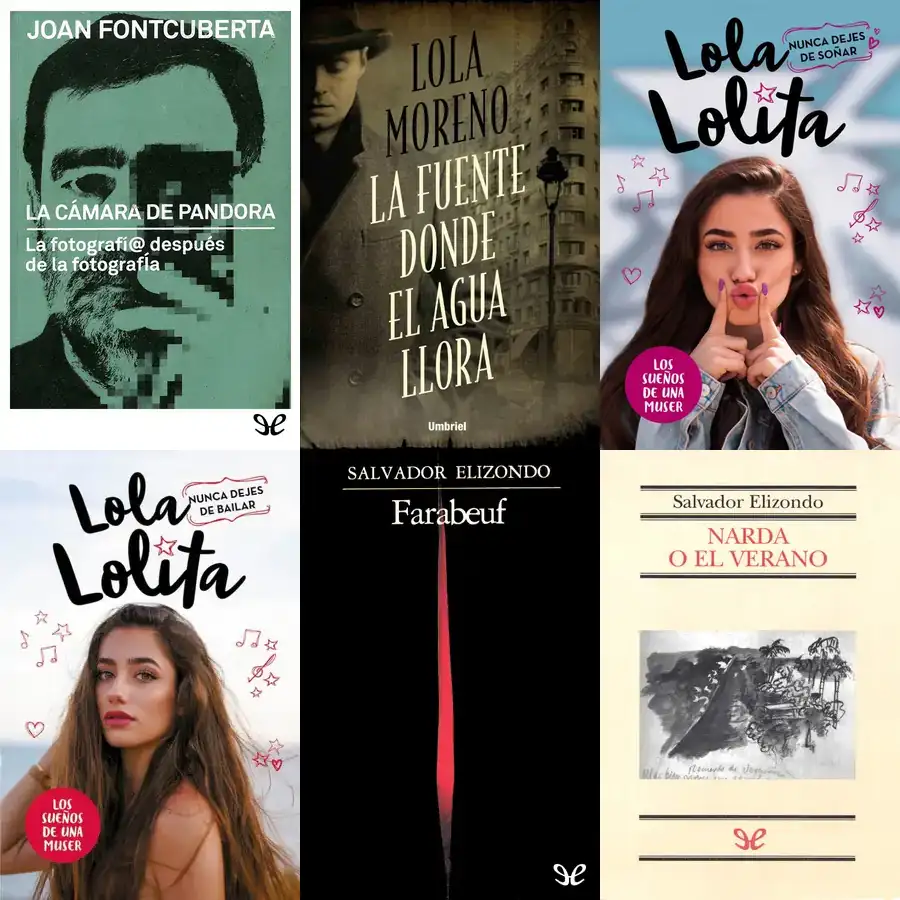 JOAN FONTCUBERTA
LA CÁMARA DE PANDORA
La fotografí@ después
de la fotografía
LOLA
MORENO
LA FUENTE
DONDE
EL AGUA
LLORA
Umbriel
Lola
Lolita
NUNCA DEJES
DE SOÑAR
LOS
SUEÑOS
DE UNA
MUSER
Lola
Lolita
NUNCA DEJES
DE BAILAR
LOS
SUEÑOS
DE UNA
MUSER
SALVADOR ELIZONDO
Farabeuf
Salvador Elizondo
NARDA
O EL VERANO